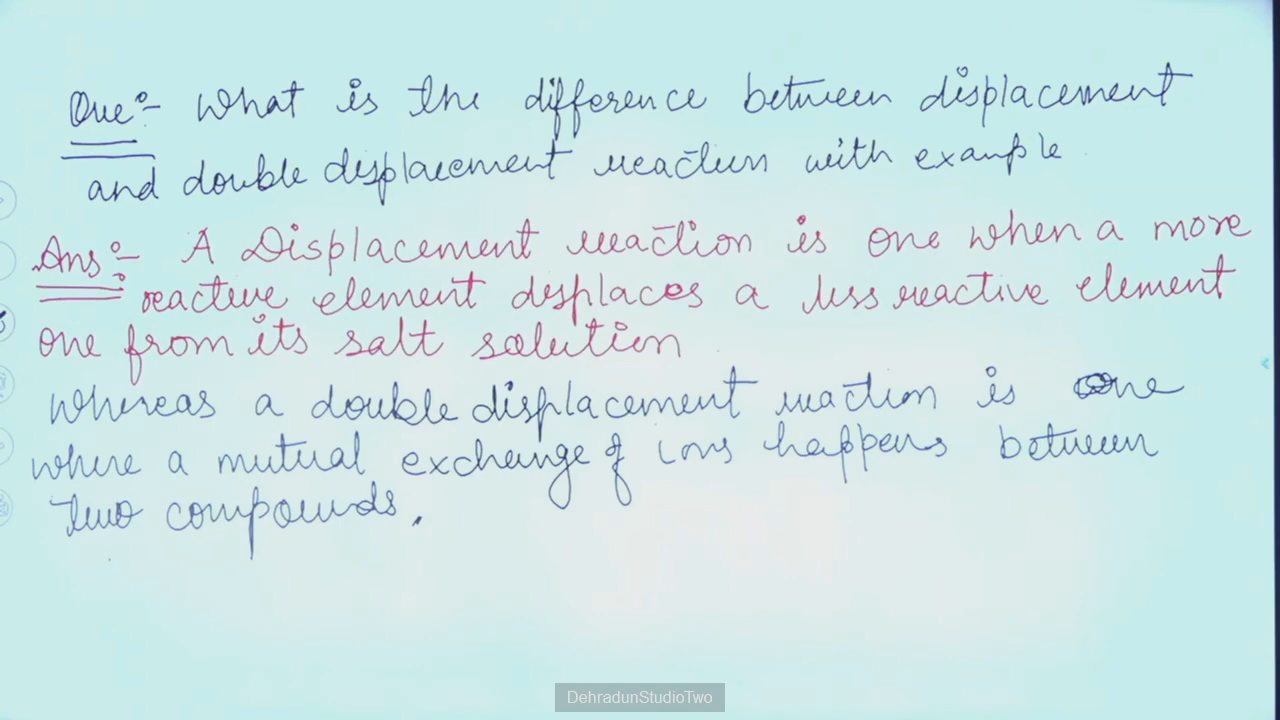 Que:- What is the difference between displacement
and double displacement reaction with example
Ans:- A Displacement reaction is one when a more
reactive element displaces a less reactive element
one from its salt solution
Whereas a double displacement reaction is one
where a mutual exchange of ions happens between
two compounds.
DehradunStudioTwo